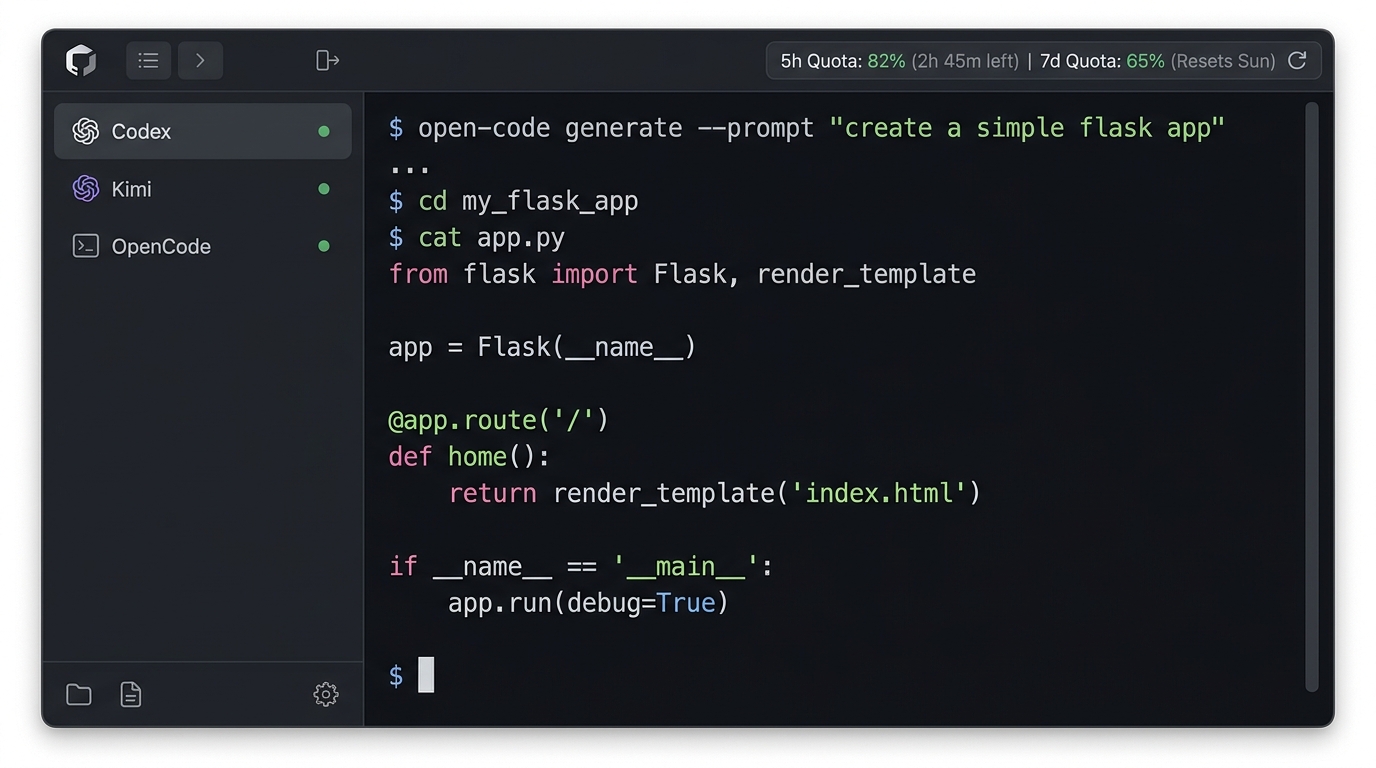 5h Quota: 82% (2h 45m left) | 7d Quota: 65% (Resets Sun)
Codex
Kimi
OpenCode
$ open-code generate --prompt "create a simple flask app"
...
$ cd my_flask_app
$ cat app.py
from flask import Flask, render_template
app = Flask(__name__)
@app.route('/')
def home():
    return render_template('index.html')
if __name__ == '__main__':
    app.run(debug=True)
$